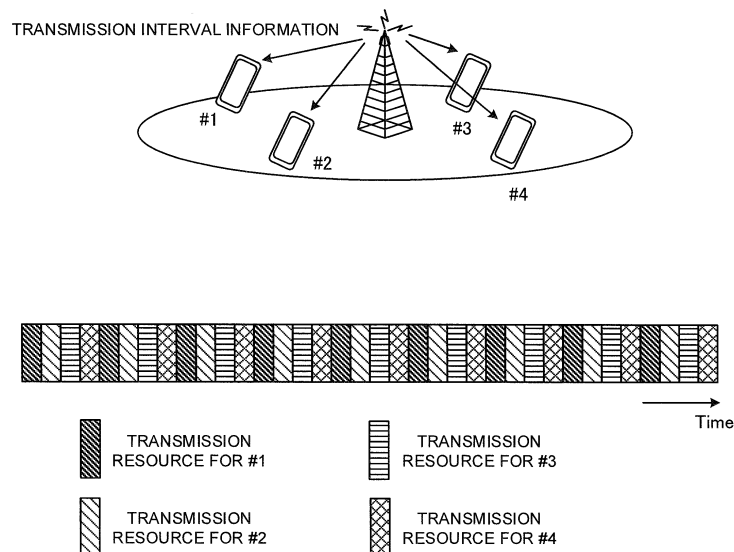 TRANSMISSION INTERVAL INFORMATION
#1
#2
#3
#4
Time
TRANSMISSION
RESOURCE FOR #1
TRANSMISSION
RESOURCE FOR #3
TRANSMISSION
RESOURCE FOR #2
TRANSMISSION
RESOURCE FOR #4